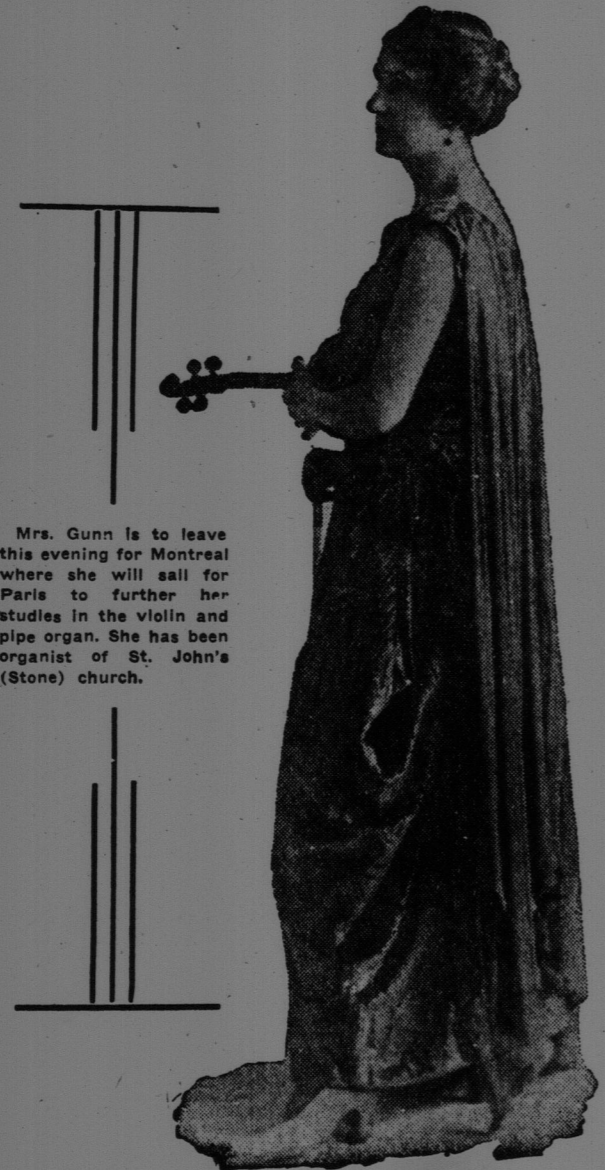 Mrs. Gunn is to leave
this evening for Montreal
where she will sail for
Paris to further her
studies in the violin and
pipe organ. She has been
organist of St. John's
(Stone) church.